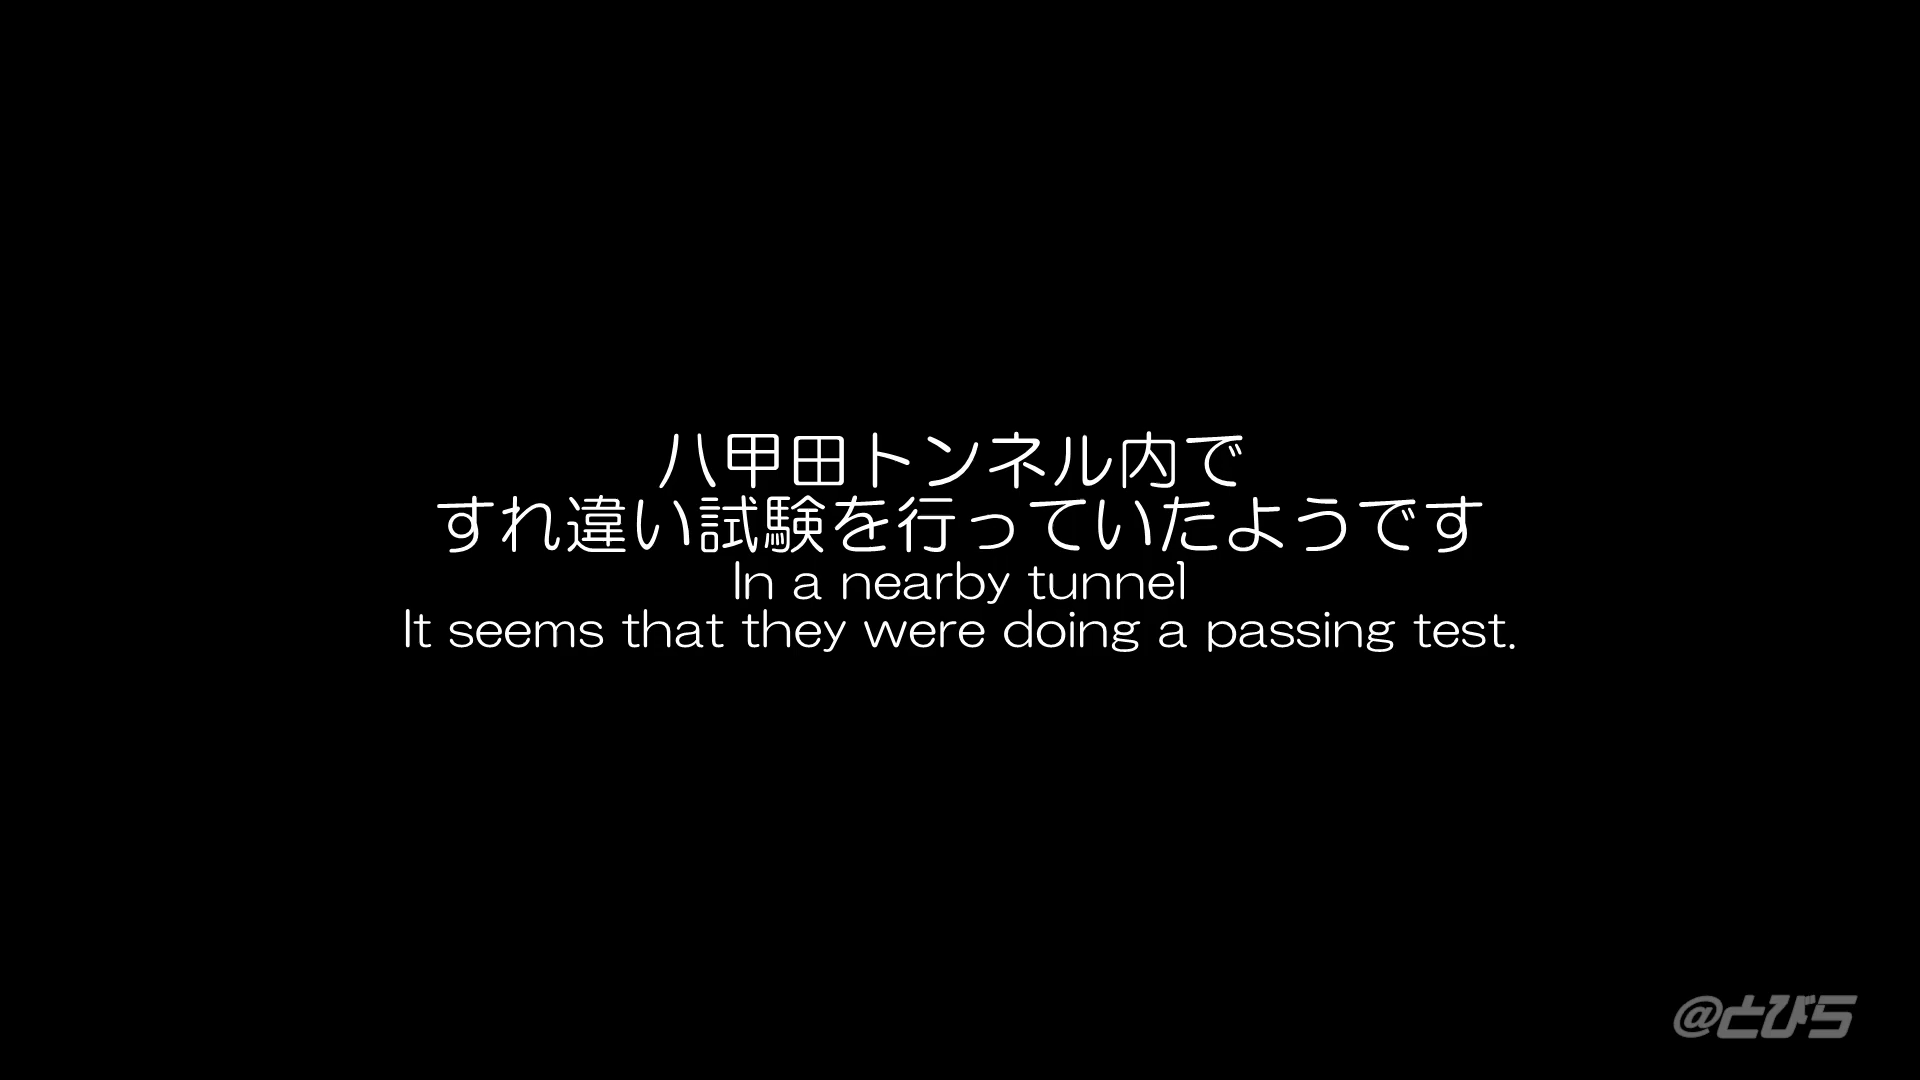 八甲田トンネル内で
すれ違い試験を行っていたようです
In a nearby tunnel
It seems that they were doing a passing test.
@とびら